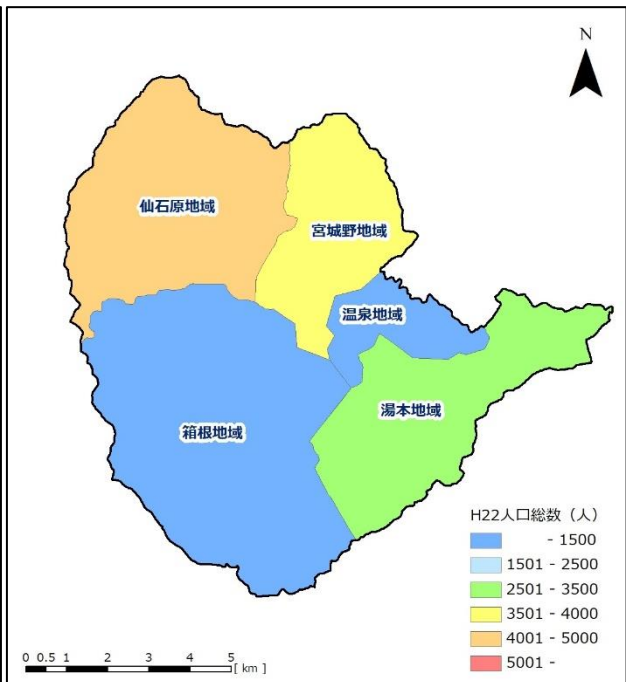 N
仙石原地域
宮城野地域
温泉地域
湯本地域
箱根地域
H22人口総数（人）
- 1500
1501 - 2500
2501 - 3500
3501 - 4000
4001 - 5000
5001 -
0 0.5 1 2 3 4 5
[ km ]